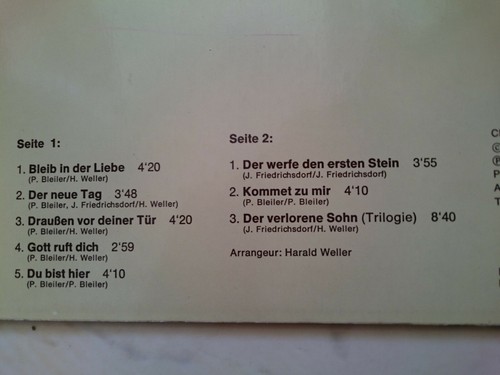 Seite 1:
1. Bleib in der Liebe 4'20
(P. Bleiler/H. Weller)
2. Der neue Tag 3'48
(P. Bleiler, J. Friedrichsdorf/H. Weller)
3. Draußen vor deiner Tür 4'20
(P. Bleiler/H. Weller)
4. Gott ruft dich 2'59
(P. Bleiler/H. Weller)
5. Du bist hier 4'10
(P. Bleiler/P. Bleiler)
Seite 2:
1. Der werfe den ersten Stein 3'55
(J. Friedrichsdorf/J. Friedrichsdorf)
2. Kommet zu mir 4'10
(P. Bleiler/P. Bleiler)
3. Der verlorene Sohn (Trilogie) 8'40
(J. Friedrichsdorf/H. Weller)
Arrangeur: Harald Weller